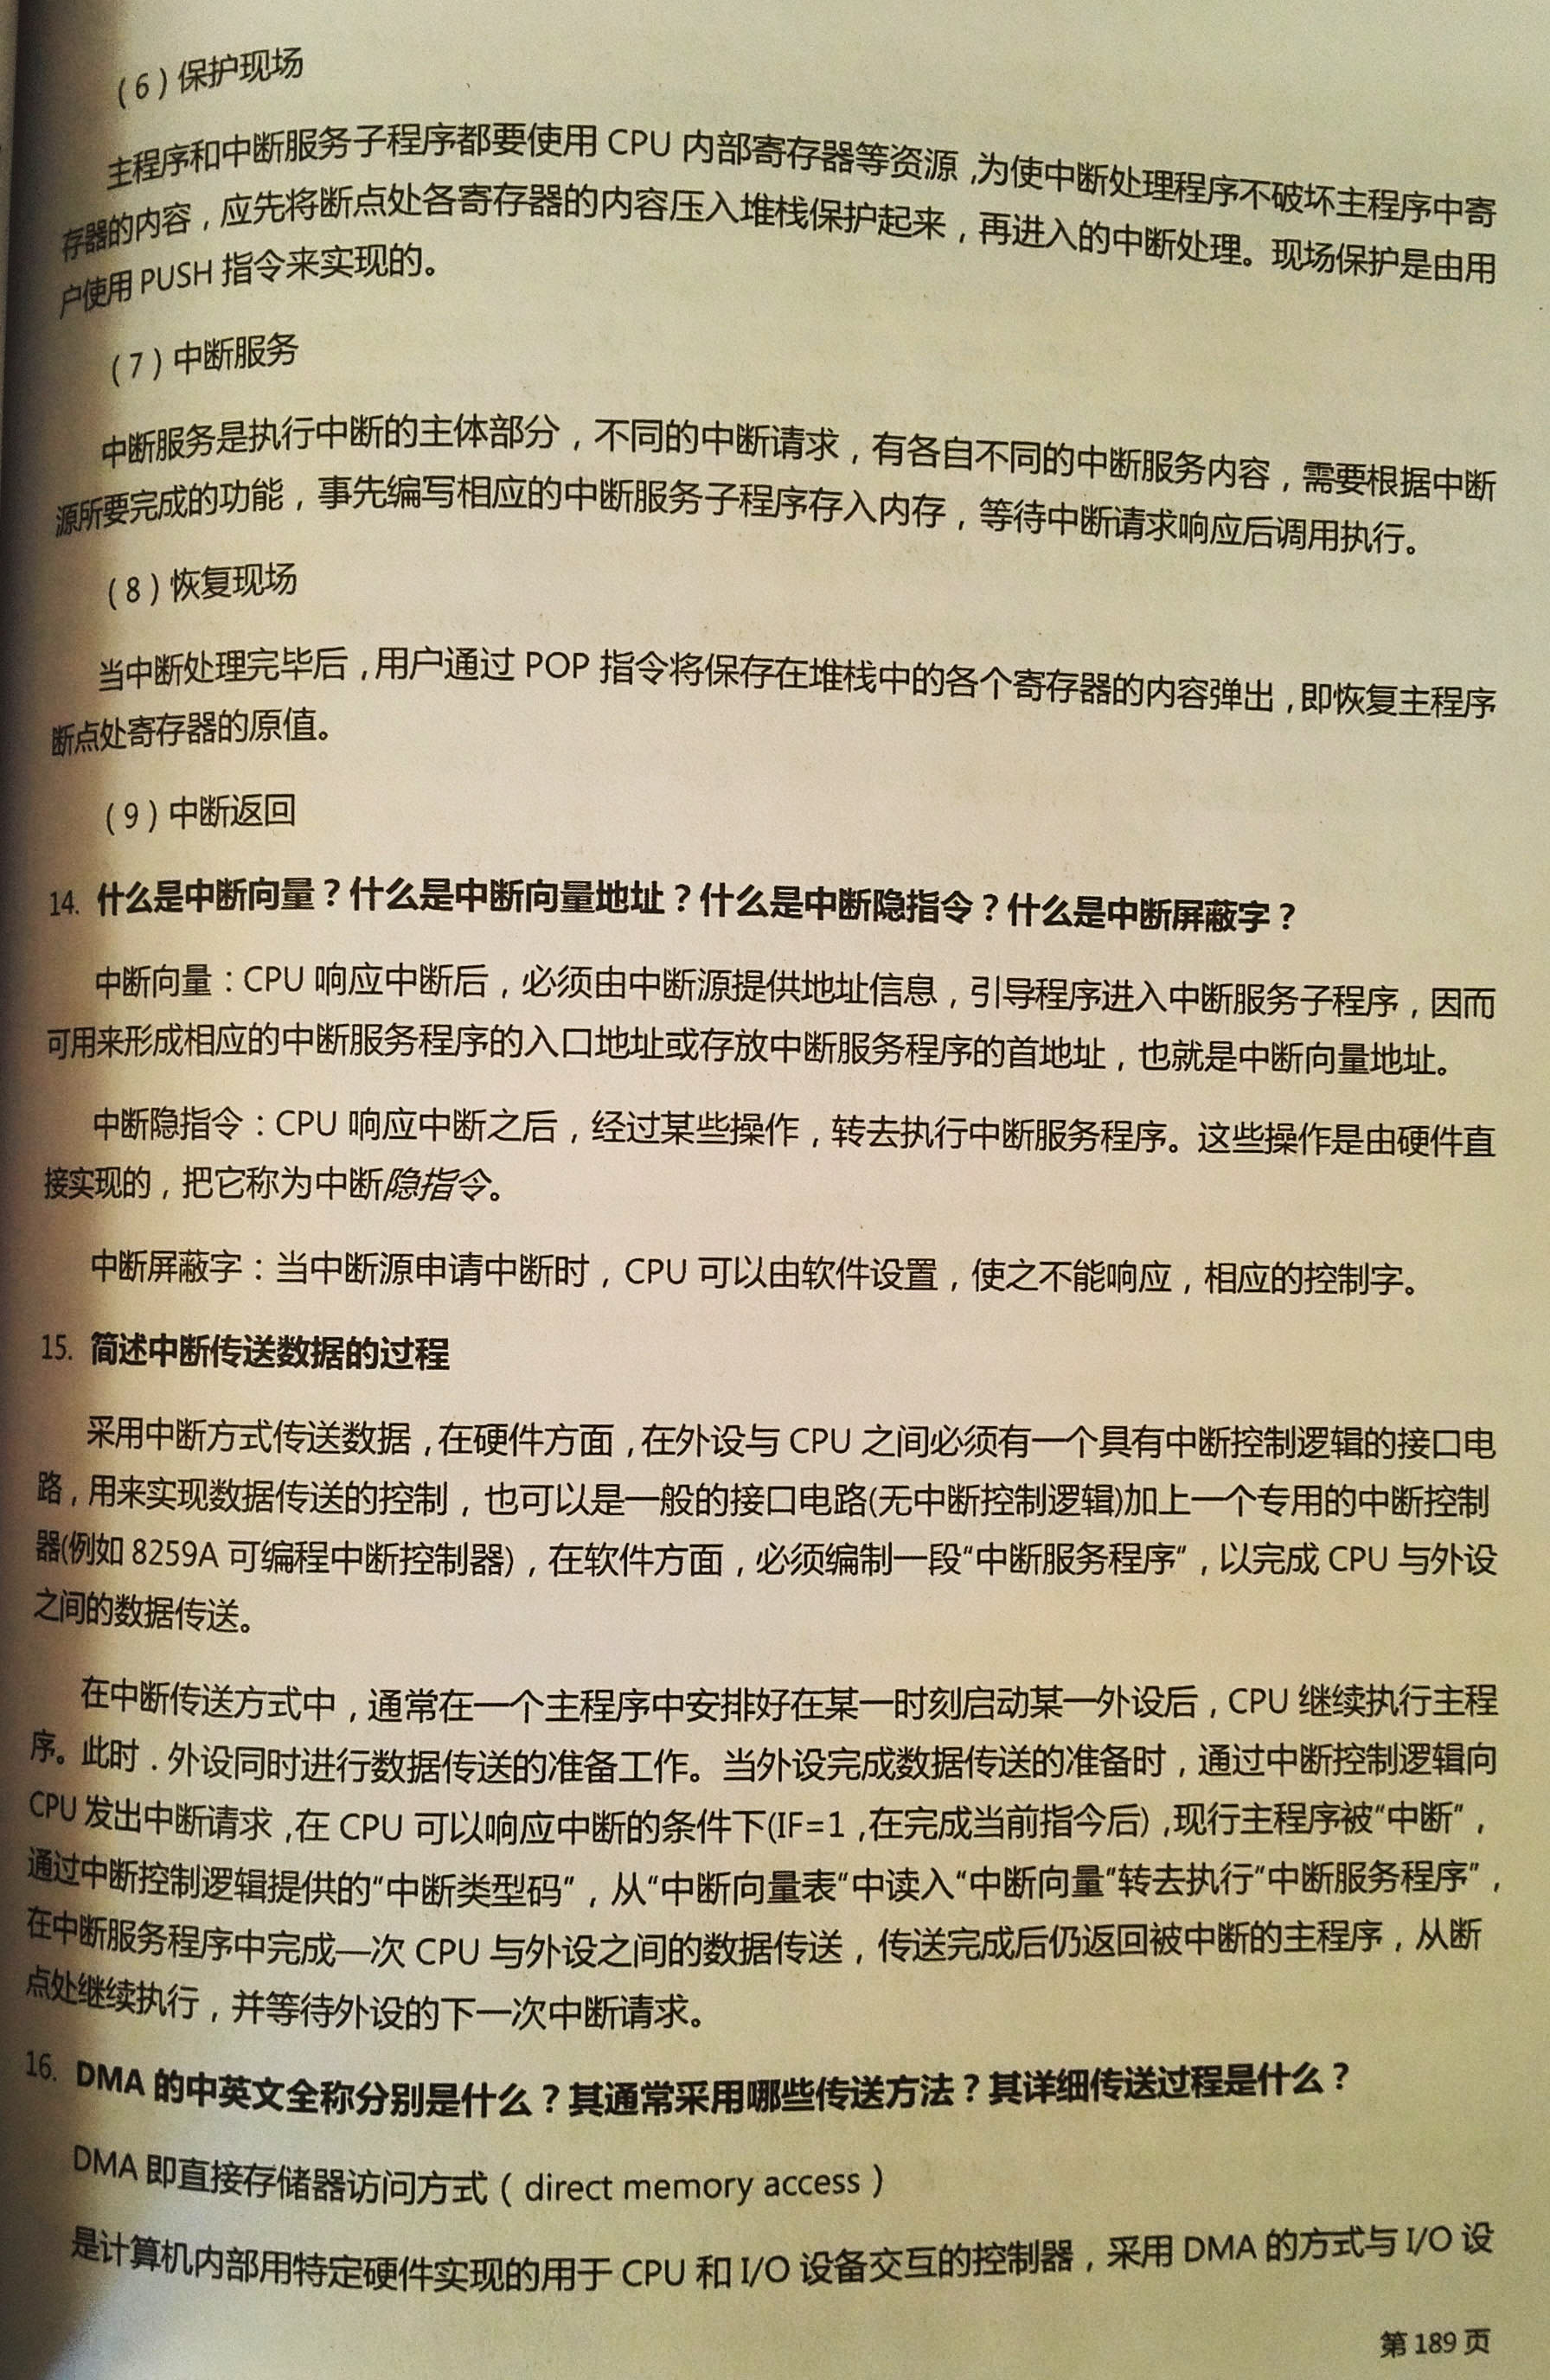 （6）保护现场
主程序和中断服务子程序都要使用 CPU 内部寄存器等资源，为使中断处理程序不破坏主程序中寄
存器的内容，应先将断点处各寄存器的内容压入堆栈保护起来，再进入的中断处理。现场保护是由用
户使用 PUSH 指令来实现的。
（7）中断服务
中断服务是执行中断的主体部分，不同的中断请求，有各自不同的中断服务内容，需要根据中断
源所要完成的功能，事先编写相应的中断服务子程序存入内存，等待中断请求响应后调用执行。
（8）恢复现场
当中断处理完毕后，用户通过 POP 指令将保存在堆栈中的各个寄存器的内容弹出，即恢复主程序
断点处寄存器的原值。
（9）中断返回
14. 什么是中断向量？什么是中断向量地址？什么是中断隐指令？什么是中断屏蔽字？
中断向量：CPU 响应中断后，必须由中断源提供地址信息，引导程序进入中断服务子程序，因而
可用来形成相应的中断服务程序的入口地址或存放中断服务程序的首地址，也就是中断向量地址。
中断隐指令：CPU 响应中断之后，经过某些操作，转去执行中断服务程序。这些操作是由硬件直
接实现的，把它称为中断隐指令。
中断屏蔽字：当中断源申请中断时，CPU 可以由软件设置，使之不能响应，相应的控制字。
15. 简述中断传送数据的过程
采用中断方式传送数据，在硬件方面，在外设与 CPU 之间必须有一个具有中断控制逻辑的接口电
路，用来实现数据传送的控制，也可以是一般的接口电路(无中断控制逻辑)加上一个专用的中断控制
器(例如 8259A 可编程中断控制器)，在软件方面，必须编制一段“中断服务程序”，以完成 CPU 与外设
之间的数据传送。
在中断传送方式中，通常在一个主程序中安排好在某一时刻启动某一外设后，CPU 继续执行主程
序。此时．外设同时进行数据传送的准备工作。当外设完成数据传送的准备时，通过中断控制逻辑向
CPU 发出中断请求，在 CPU 可以响应中断的条件下(IF=1，在完成当前指今后)，现行主程序被“中断”，
通过中断控制逻辑提供的“中断类型码”，从“中断向量表”中读入“中断向量”转去执行“中断服务程序”，
在中断服务程序中完成—次 CPU 与外设之间的数据传送，传送完成后仍返回被中断的主程序，从断
点处继续执行，并等待外设的下一次中断请求。
16. DMA 的中英文全称分别是什么？其通常采用哪些传送方法？其详细传送过程是什么？
DMA 即直接存储器访问方式（direct memory access）
是计算机内部用特定硬件实现的用于 CPU 和 I/O 设备交互的控制器，采用 DMA 的方式与 I/O 设
第 189 页